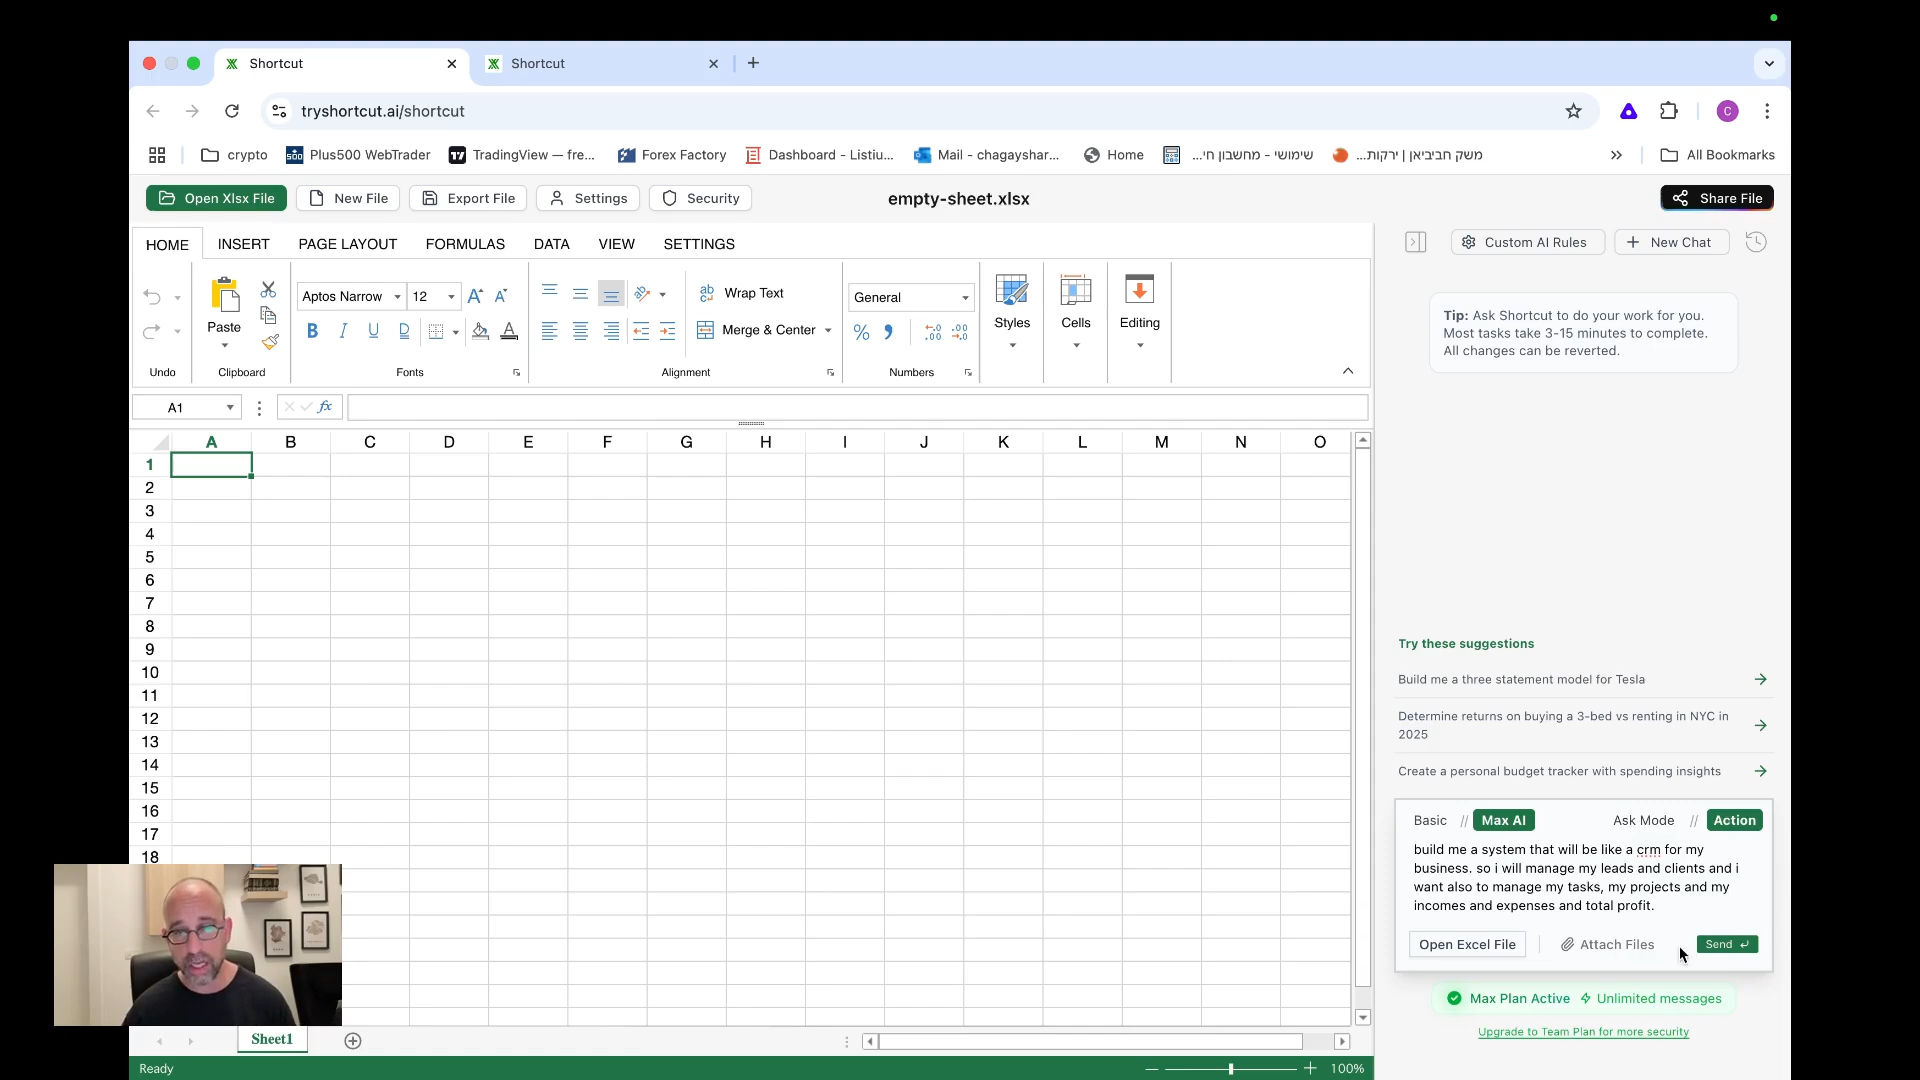 Shortcut
Shortcut
tryshortcut.ai/shortcut
crypto
Plus500 WebTrader
TradingView — fre...
Forex Factory
Dashboard - Listiu...
Mail - chagayshar...
Home
שימושי - מחשבון חי...
משק חביביאן | ירקות...
All Bookmarks
Open Xlsx File
New File
Export File
Settings
Security
empty-sheet.xlsx
Share File
HOME
INSERT
PAGE LAYOUT
FORMULAS
DATA
VIEW
SETTINGS
Custom AI Rules
New Chat
Paste
Aptos Narrow
12
Wrap Text
Merge & Center
General
Styles
Cells
Editing
Undo
Clipboard
Fonts
Alignment
Numbers
A1
fx
A B C D E F G H I J K L M N O
1
2
3
4
5
6
7
8
9
10
11
12
13
14
15
16
17
18
Sheet1
Ready
100%
Tip: Ask Shortcut to do your work for you.
Most tasks take 3-15 minutes to complete.
All changes can be reverted.
Try these suggestions
Build me a three statement model for Tesla
Determine returns on buying a 3-bed vs renting in NYC in
2025
Create a personal budget tracker with spending insights
Basic // Max AI
Ask Mode // Action
build me a system that will be like a crm for my
business. so i will manage my leads and clients and i
want also to manage my tasks, my projects and my
incomes and expenses and total profit.
Open Excel File
Attach Files
Send
Max Plan Active
Unlimited messages
Upgrade to Team Plan for more security